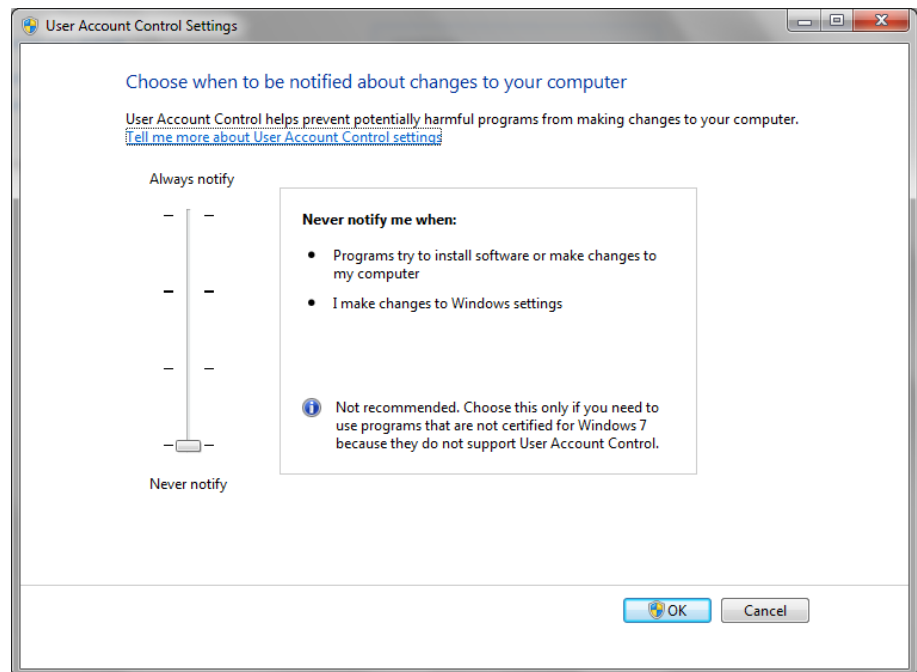 User Account Control Settings
Choose when to be notified about changes to your computer
User Account Control helps prevent potentially harmful programs from making changes to your computer.
Tell me more about User Account Control settings
Always notify
Never notify me when:
• Programs try to install software or make changes to
my computer
• I make changes to Windows settings
Not recommended. Choose this only if you need to
use programs that are not certified for Windows 7
because they do not support User Account Control.
Never notify
OK
Cancel